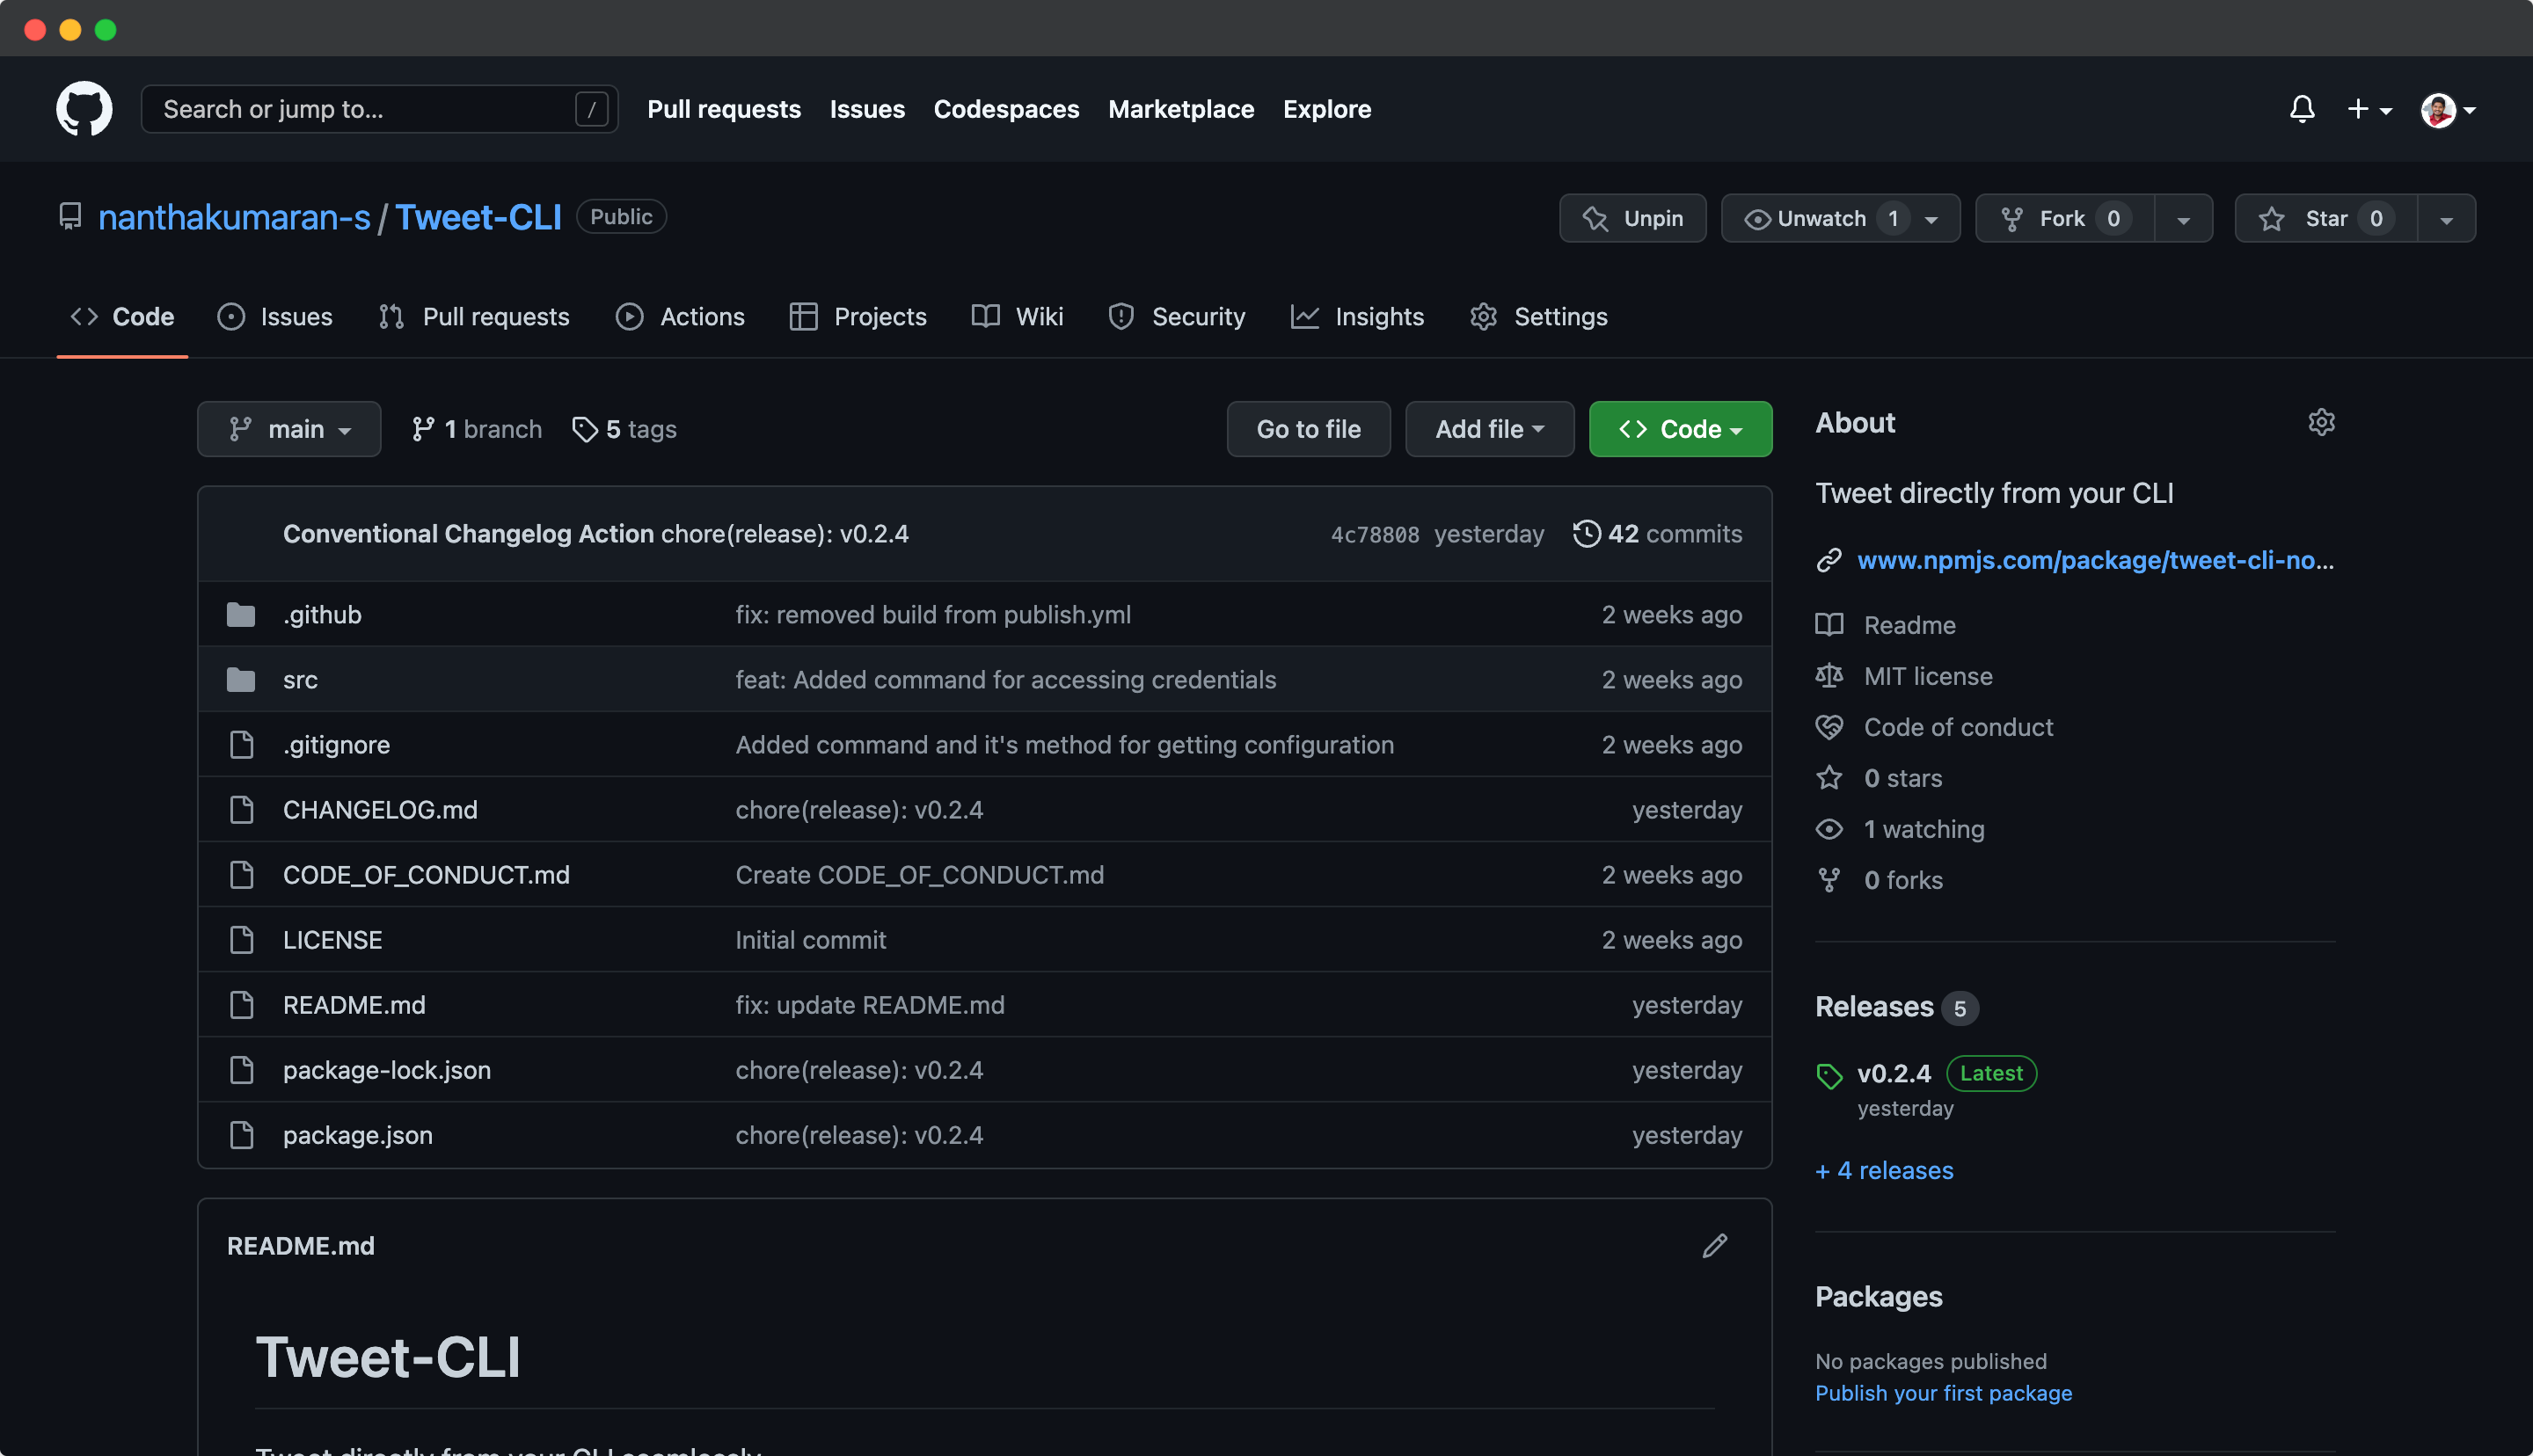 Search or jump to... / Pull requests Issues Codespaces Marketplace Explore
nanthakumaran-s / Tweet-CLI Public Unpin Unwatch 1 Fork 0 Star 0
Code Issues Pull requests Actions Projects Wiki Security Insights Settings
main 1 branch 5 tags Go to file Add file Code
Conventional Changelog Action chore(release): v0.2.4 4c78808 yesterday 42 commits
.github fix: removed build from publish.yml 2 weeks ago
src feat: Added command for accessing credentials 2 weeks ago
.gitignore Added command and it's method for getting configuration 2 weeks ago
CHANGELOG.md chore(release): v0.2.4 yesterday
CODE_OF_CONDUCT.md Create CODE_OF_CONDUCT.md 2 weeks ago
LICENSE Initial commit 2 weeks ago
README.md fix: update README.md yesterday
package-lock.json chore(release): v0.2.4 yesterday
package.json chore(release): v0.2.4 yesterday
README.md
Tweet-CLI
Tweet directly from your CLI seamlessly
About
Tweet directly from your CLI
www.npmjs.com/package/tweet-cli-no...
Readme
MIT license
Code of conduct
0 stars
1 watching
0 forks
Releases 5
v0.2.4 Latest
yesterday
+ 4 releases
Packages
No packages published
Publish your first package